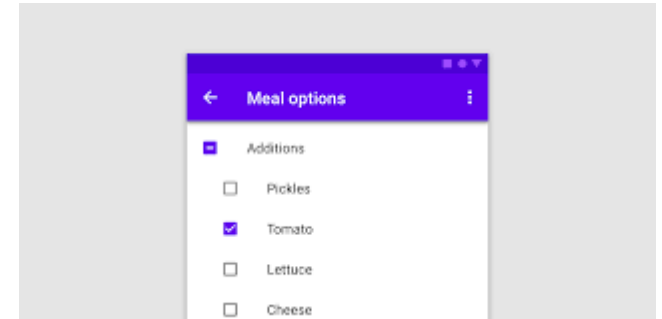 Meal options
Additions
Pickles
Tomato
Lettuce
Cheese